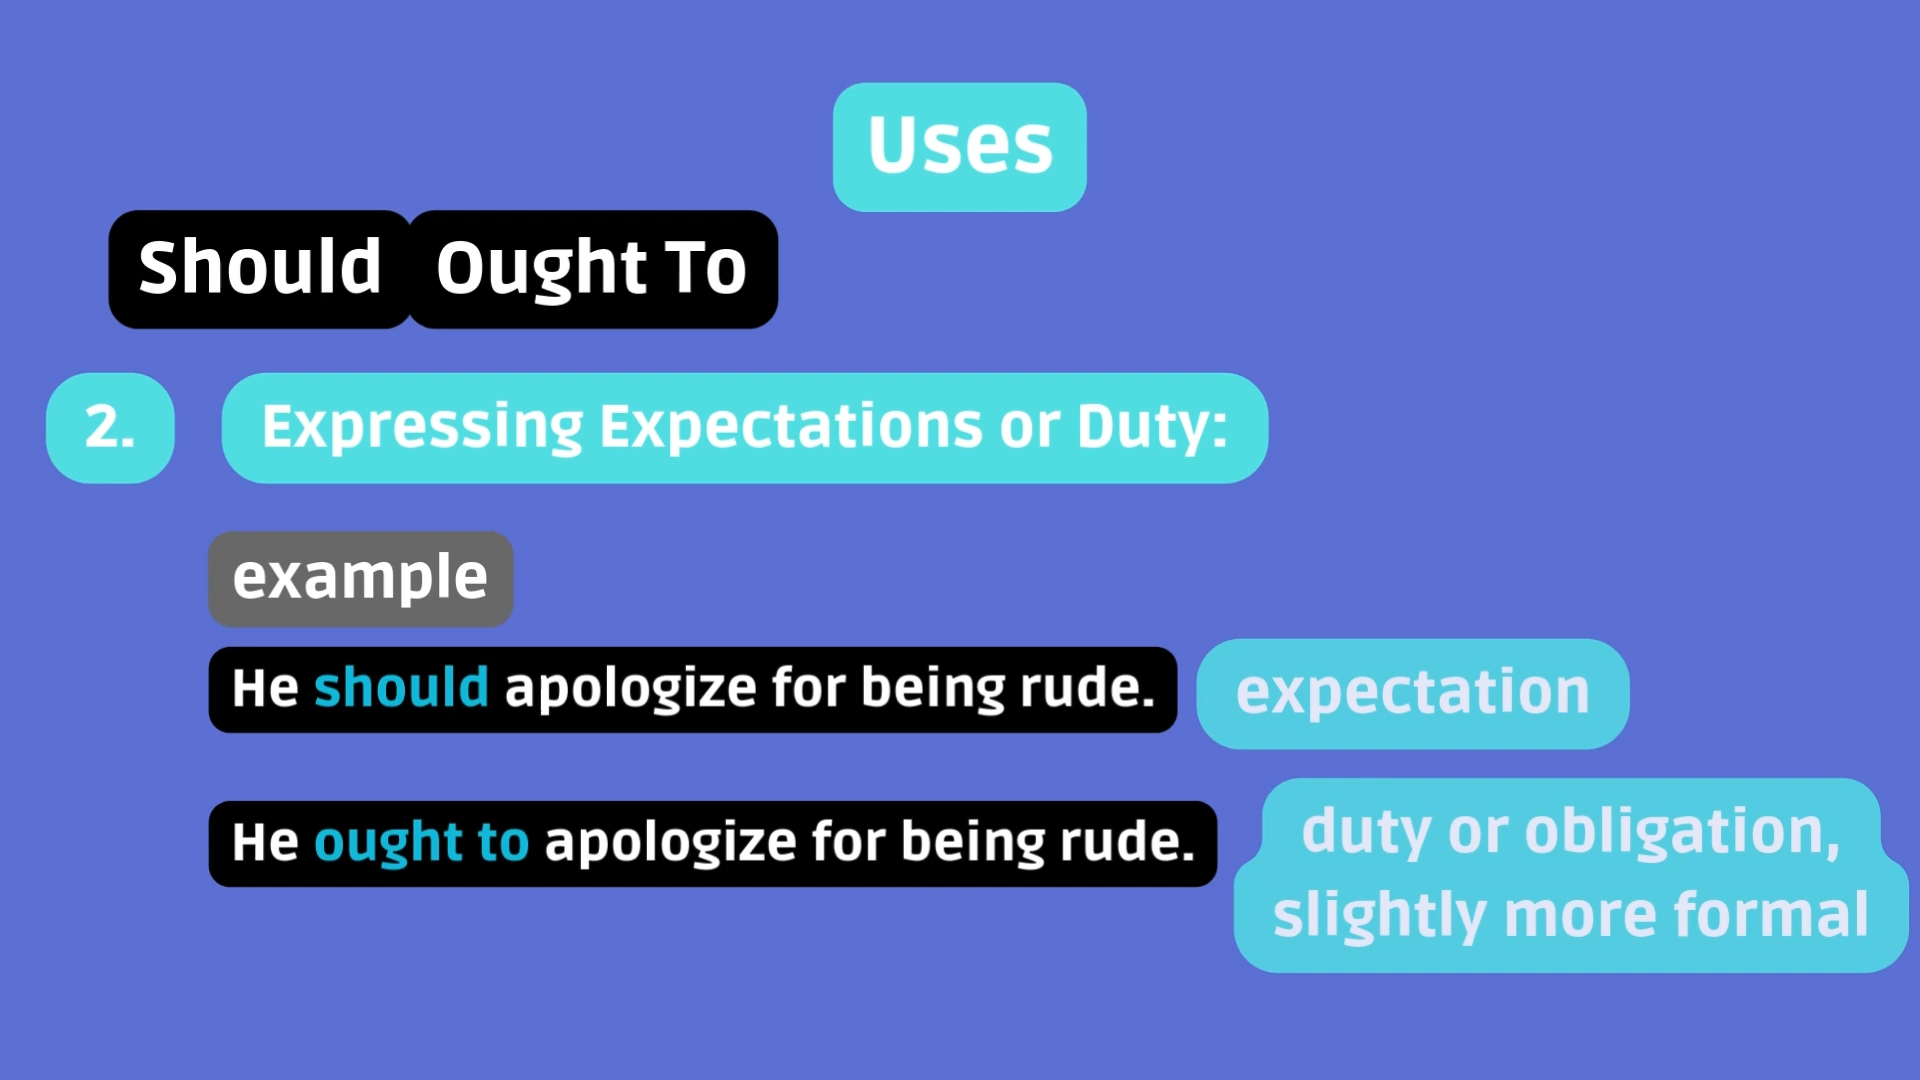 Uses
Should Ought To
2. Expressing Expectations or Duty:
example
He should apologize for being rude. expectation
He ought to apologize for being rude.
duty or obligation,
slightly more formal